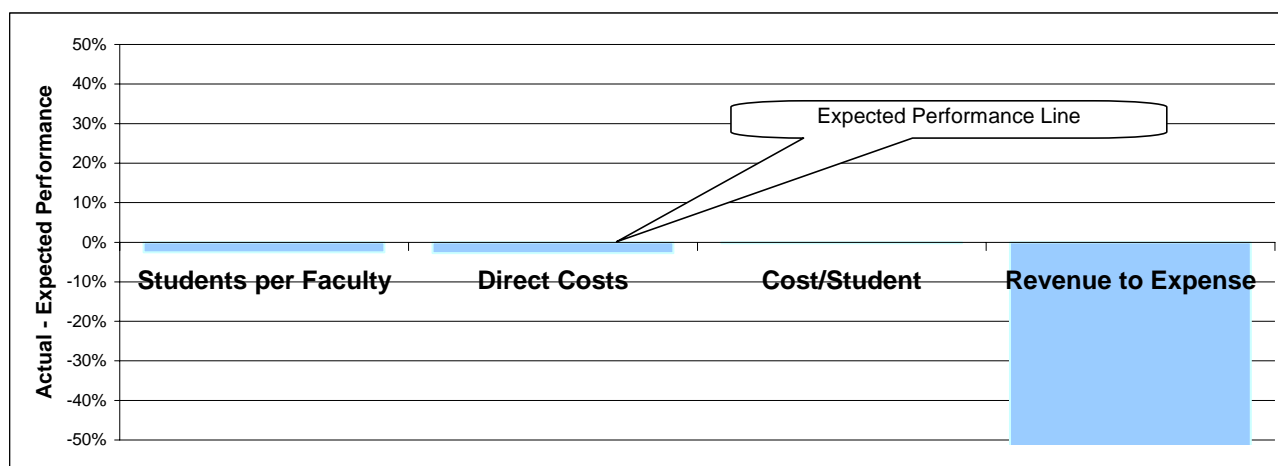 50%
40%
30%
20%
10%
0%
-10%
-20%
-30%
-40%
-50%
Actual - Expected Performance
Expected Performance Line
Students per Faculty
Direct Costs
Cost/Student
Revenue to Expense